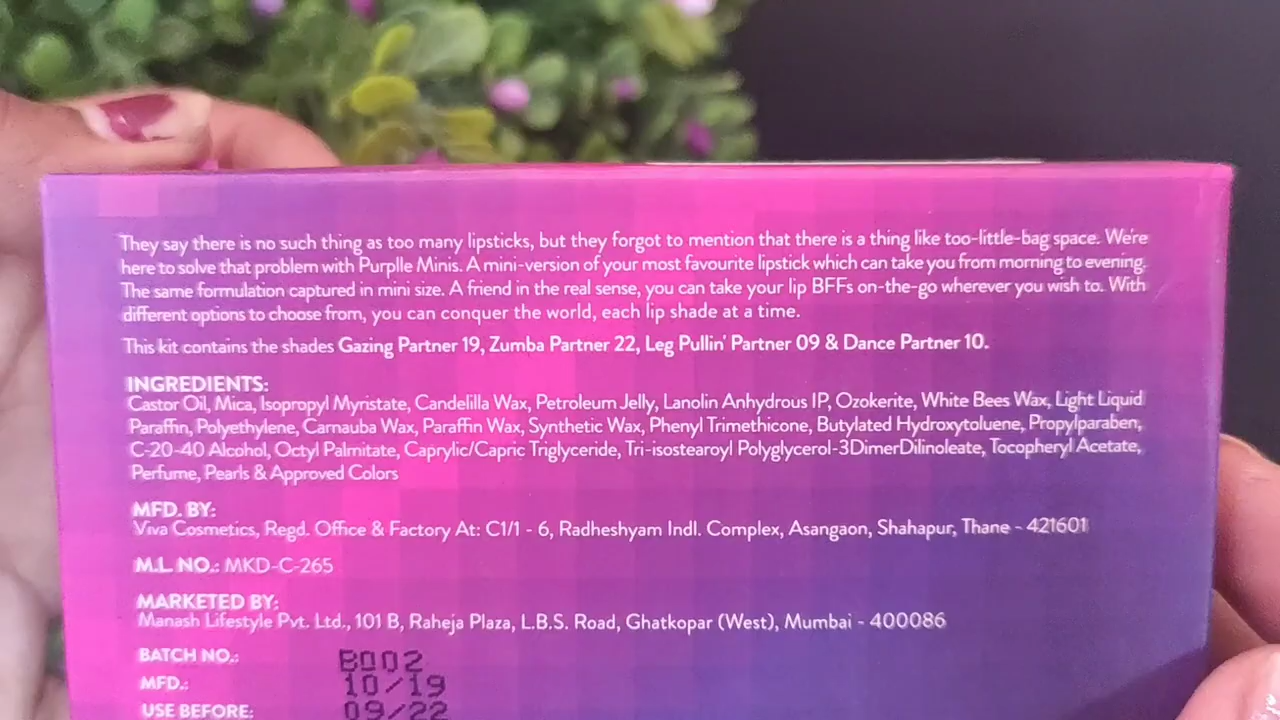 They say there is no such thing as too many lipsticks, but they forgot to mention that there is a thing like too-little-bag space. We're
here to solve that problem with Purplle Minis. A mini-version of your most favourite lipstick which can take you from morning to evening.
The same formulation captured in mini size. A friend in the real sense, you can take your lip BFFs on-the-go wherever you wish to. With
different options to choose from, you can conquer the world, each lip shade at a time.
This kit contains the shades Gazing Partner 19, Zumba Partner 22, Leg Pullin' Partner 09 & Dance Partner 10.
INGREDIENTS:
Castor Oil, Mica, Isopropyl Myristate, Candelilla Wax, Petroleum Jelly, Lanolin Anhydrous IP, Ozokerite, White Bees Wax, Light Liquid
Paraffin, Polyethylene, Carnauba Wax, Paraffin Wax, Synthetic Wax, Phenyl Trimethicone, Butylated Hydroxytoluene, Propylparaben,
C-20-40 Alcohol, Octyl Palmitate, Caprylic/Capric Triglyceride, Tri-isostearoyl Polyglycerol-3DimerDilinoleate, Tocopheryl Acetate,
Perfume, Pearls & Approved Colors
MFD. BY:
Viva Cosmetics, Regd. Office & Factory At: C1/1 - 6, Radheshyam Indl. Complex, Asangaon, Shahapur, Thane - 421601
M.L. NO.: MKD-C-265
MARKETED BY:
Manash Lifestyle Pvt. Ltd., 101 B, Raheja Plaza, L.B.S. Road, Ghatkopar (West), Mumbai - 400086
BATCH NO.: B002
MFD.: 10/19
USE BEFORE: 09/22